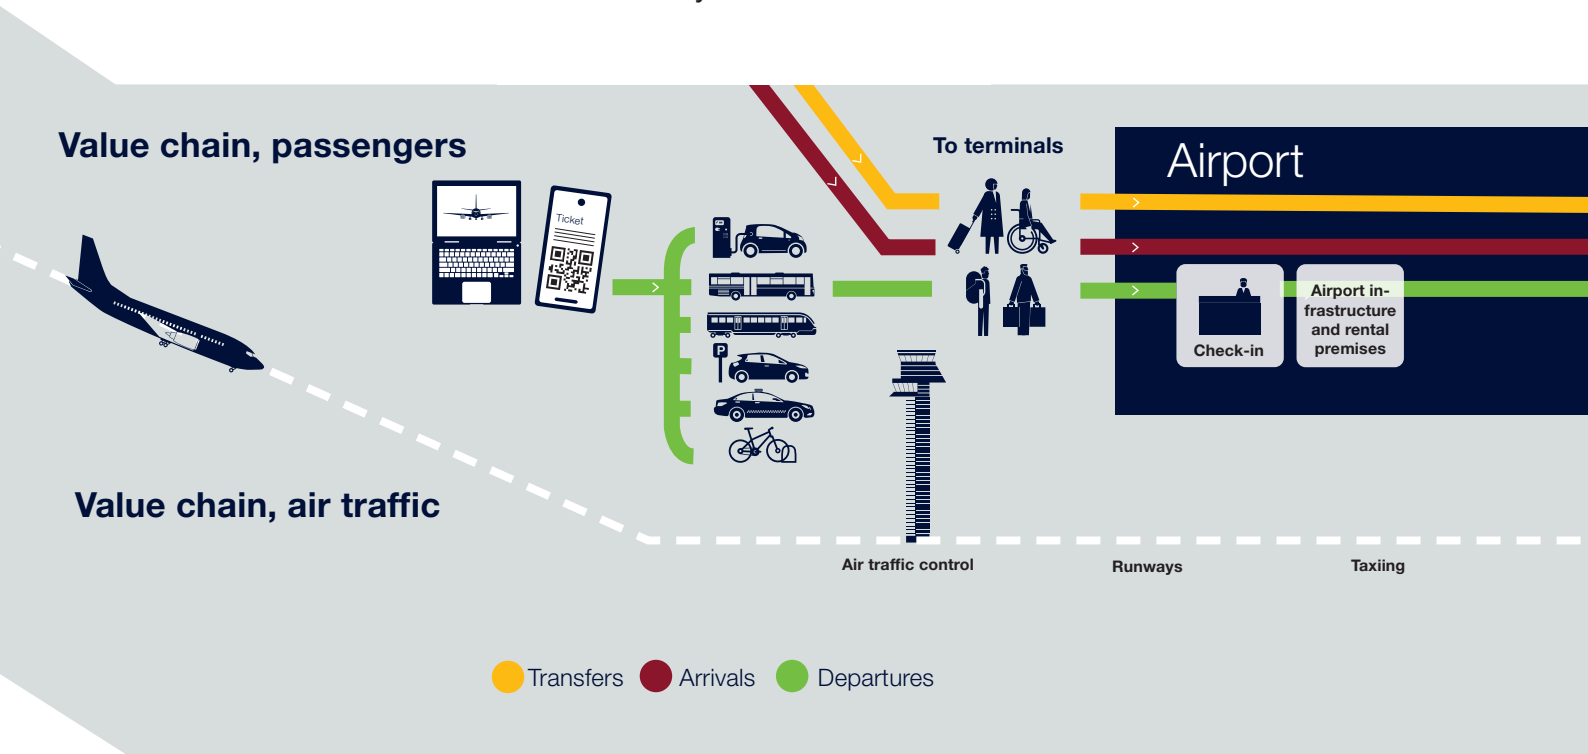 Value chain, passengers
To terminals
Airport
Ticket
P
Airport in-
frastructure
and rental
premises
Check-in
Value chain, air traffic
Air traffic control
Runways
Taxiing
Transfers
Arrivals
Departures